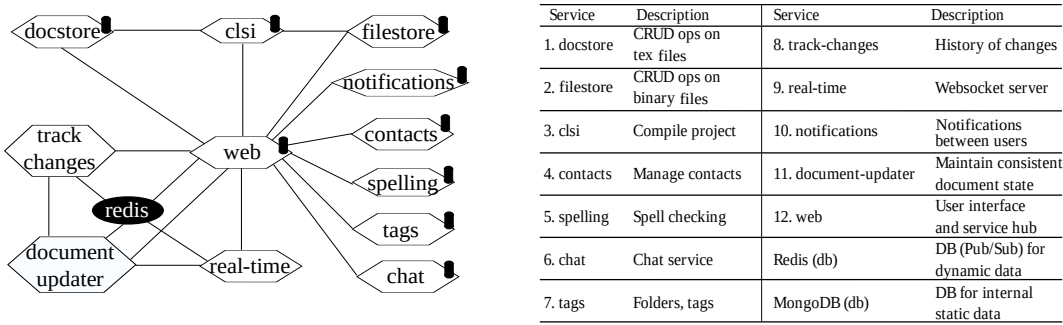 docstore
clsi
filestore
notifications
track
changes
web
contacts
spelling
redis
tags
document
updater
real-time
chat
Service Description Service Description
1. docstore CRUD ops on
tex files 8. track-changes History of changes
2. filestore CRUD ops on
binary files 9. real-time Websocket server
3. clsi Compile project 10. notifications Notifications
between users
4. contacts Manage contacts 11. document-updater Maintain consistent
document state
5. spelling Spell checking 12. web User interface
and service hub
6. chat Chat service Redis (db) DB (Pub/Sub) for
dynamic data
7. tags Folders, tags MongoDB (db) DB for internal
static data